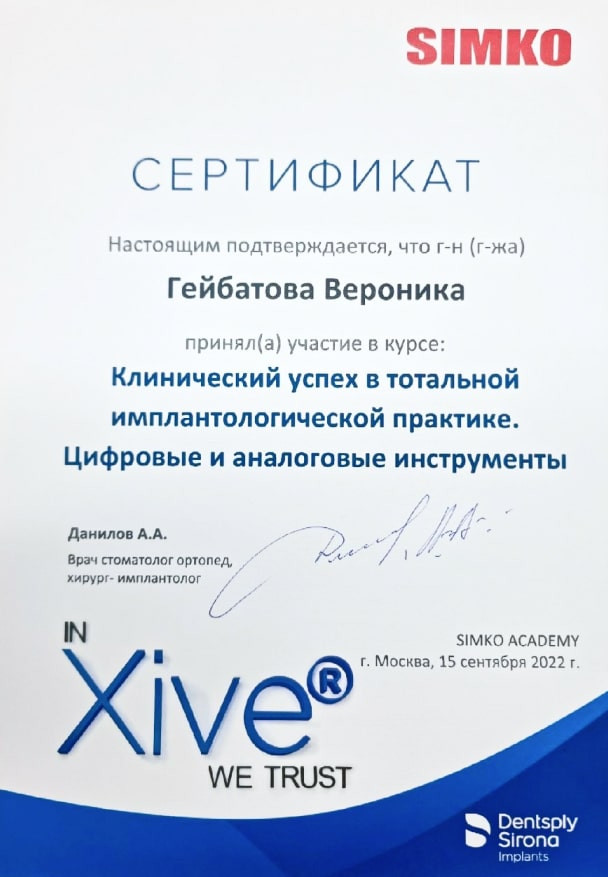 SIMKO
СЕРТИФИКАТ
Настоящим подтверждается, что г-н (г-жа)
Гейбатова Вероника
принял(а) участие в курсе:
Клинический успех в тотальной
имплантологической практике.
Цифровые и аналоговые инструменты
Данилов А.А.
Врач стоматолог ортопед,
хирург- имплантолог
SIMKO ACADEMY
г. Москва, 15 сентября 2022 г.
IN
Xive®
WE TRUST
Dentsply
Sirona
Implants